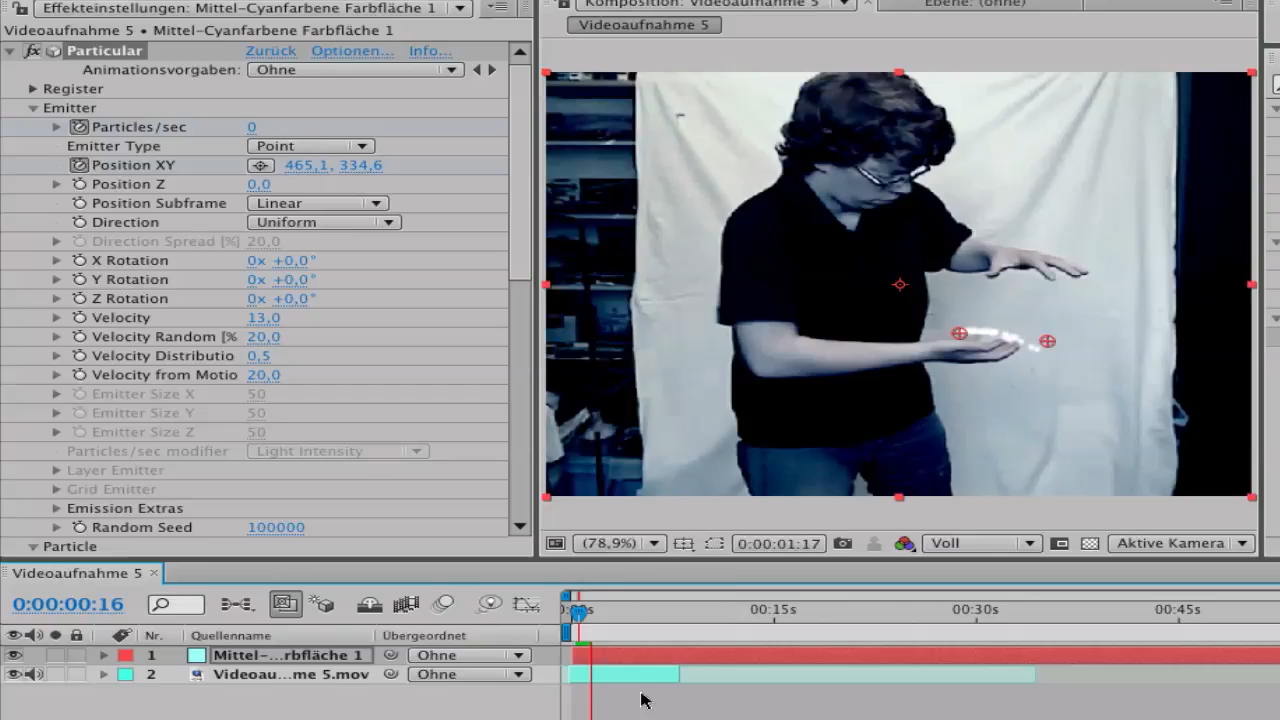 Effekteinstellungen: Mittel-Cyanfarbene Farbfläche 1
Komposition: Videoaufnahme 5
Ebene: (ohne)
Videoaufnahme 5 • Mittel-Cyanfarbene Farbfläche 1
Videoaufnahme 5
fx Particular Zurück Optionen... Info...
Animationsvorgaben: Ohne
Register
Emitter
Particles/sec 0
Emitter Type Point
Position XY 465,1, 334,6
Position Z 0,0
Position Subframe Linear
Direction Uniform
Direction Spread [%] 20,0
X Rotation 0x +0,0°
Y Rotation 0x +0,0°
Z Rotation 0x +0,0°
Velocity 13,0
Velocity Random [% 20,0
Velocity Distributio 0,5
Velocity from Motio 20,0
Emitter Size X 50
Emitter Size Y 50
Emitter Size Z 50
Particles/sec modifier Light Intensity
Layer Emitter
Grid Emitter
Emission Extras
Random Seed 100000
Particle
(78,9%) 0:00:01:17 Voll Aktive Kamera
Videoaufnahme 5
0:00:00:16
00:15s 00:30s 00:45s
Nr. Quellenname Übergeordnet
1 Mittel-...rbfläche 1 Ohne
2 Videoau...me 5.mov Ohne